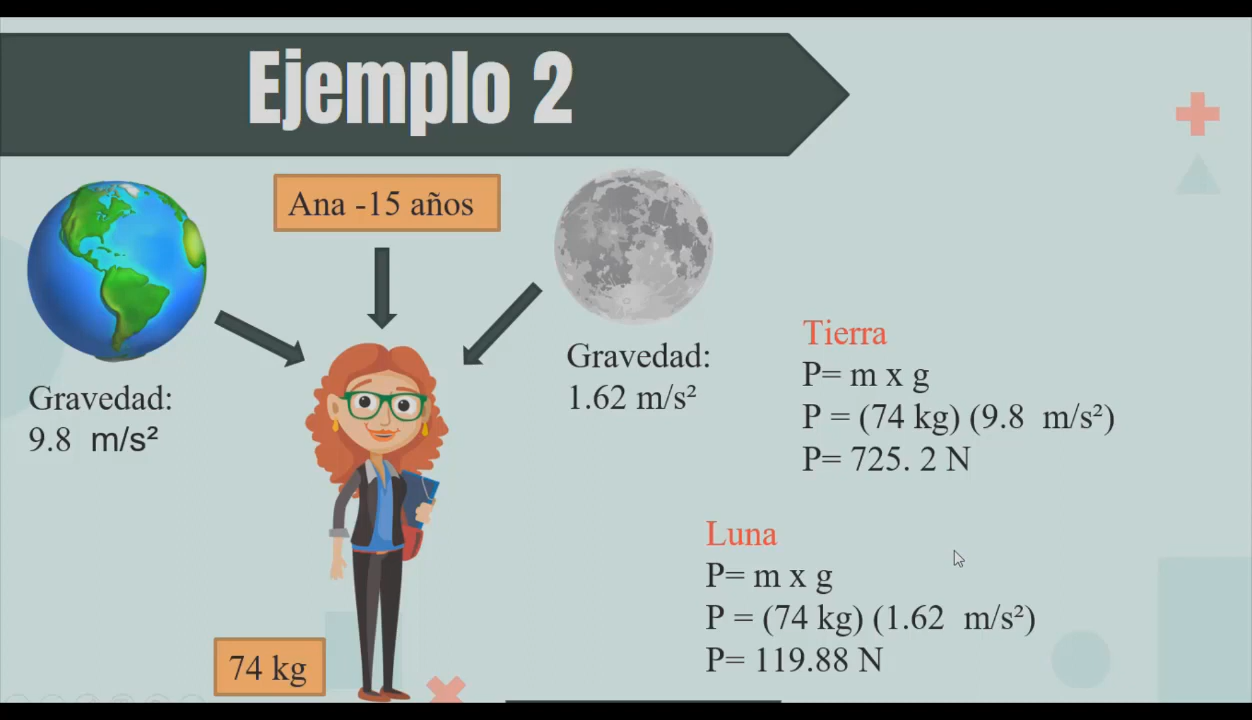 Ejemplo 2
Ana -15 años
Gravedad:
9.8 m/s²
Gravedad:
1.62 m/s²
74 kg
Tierra
P= m x g
P = (74 kg) (9.8 m/s²)
P= 725. 2 N
Luna
P= m x g
P = (74 kg) (1.62 m/s²)
P= 119.88 N